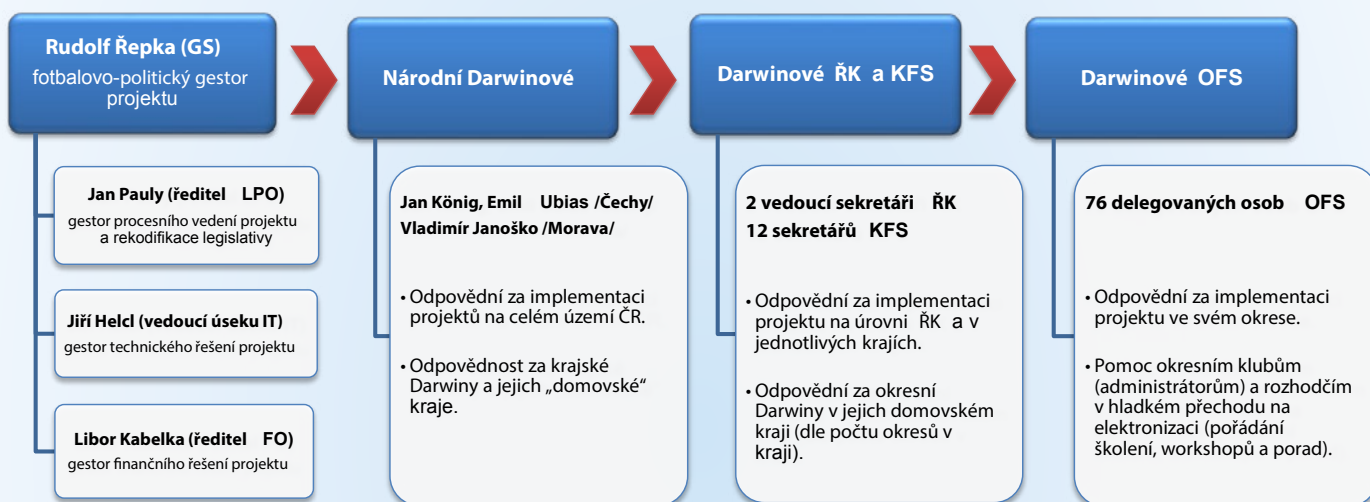 Rudolf Řepka (GS)
fotbalovo-politický gestor
projektu
Jan Pauly (ředitel LPO)
gestor procesního vedení projektu
a rekodifikace legislativy
Jiří Helcl (vedoucí úseku IT)
gestor technického řešení projektu
Libor Kabelka (ředitel FO)
gestor finančního řešení projektu
Národní Darwinové
Jan König, Emil Ubias /Čechy/
Vladimír Janoško /Morava/
• Odpovědní za implementaci
projektů na celém území ČR.
• Odpovědnost za krajské
Darwiny a jejich „domovské“
kraje.
Darwinové ŘK a KFS
2 vedoucí sekretáři ŘK
12 sekretářů KFS
• Odpovědní za implementaci
projektu na úrovni ŘK a v
jednotlivých krajích.
• Odpovědní za okresní
Darwiny v jejich domovském
kraji (dle počtu okresů v
kraji).
Darwinové OFS
76 delegovaných osob OFS
• Odpovědní za implementaci
projektu ve svém okrese.
• Pomoc okresním klubům
(administrátorům) a rozhodčím
v hladkém přechodu na
elektronizaci (pořádání
školení, workshopů a porad).